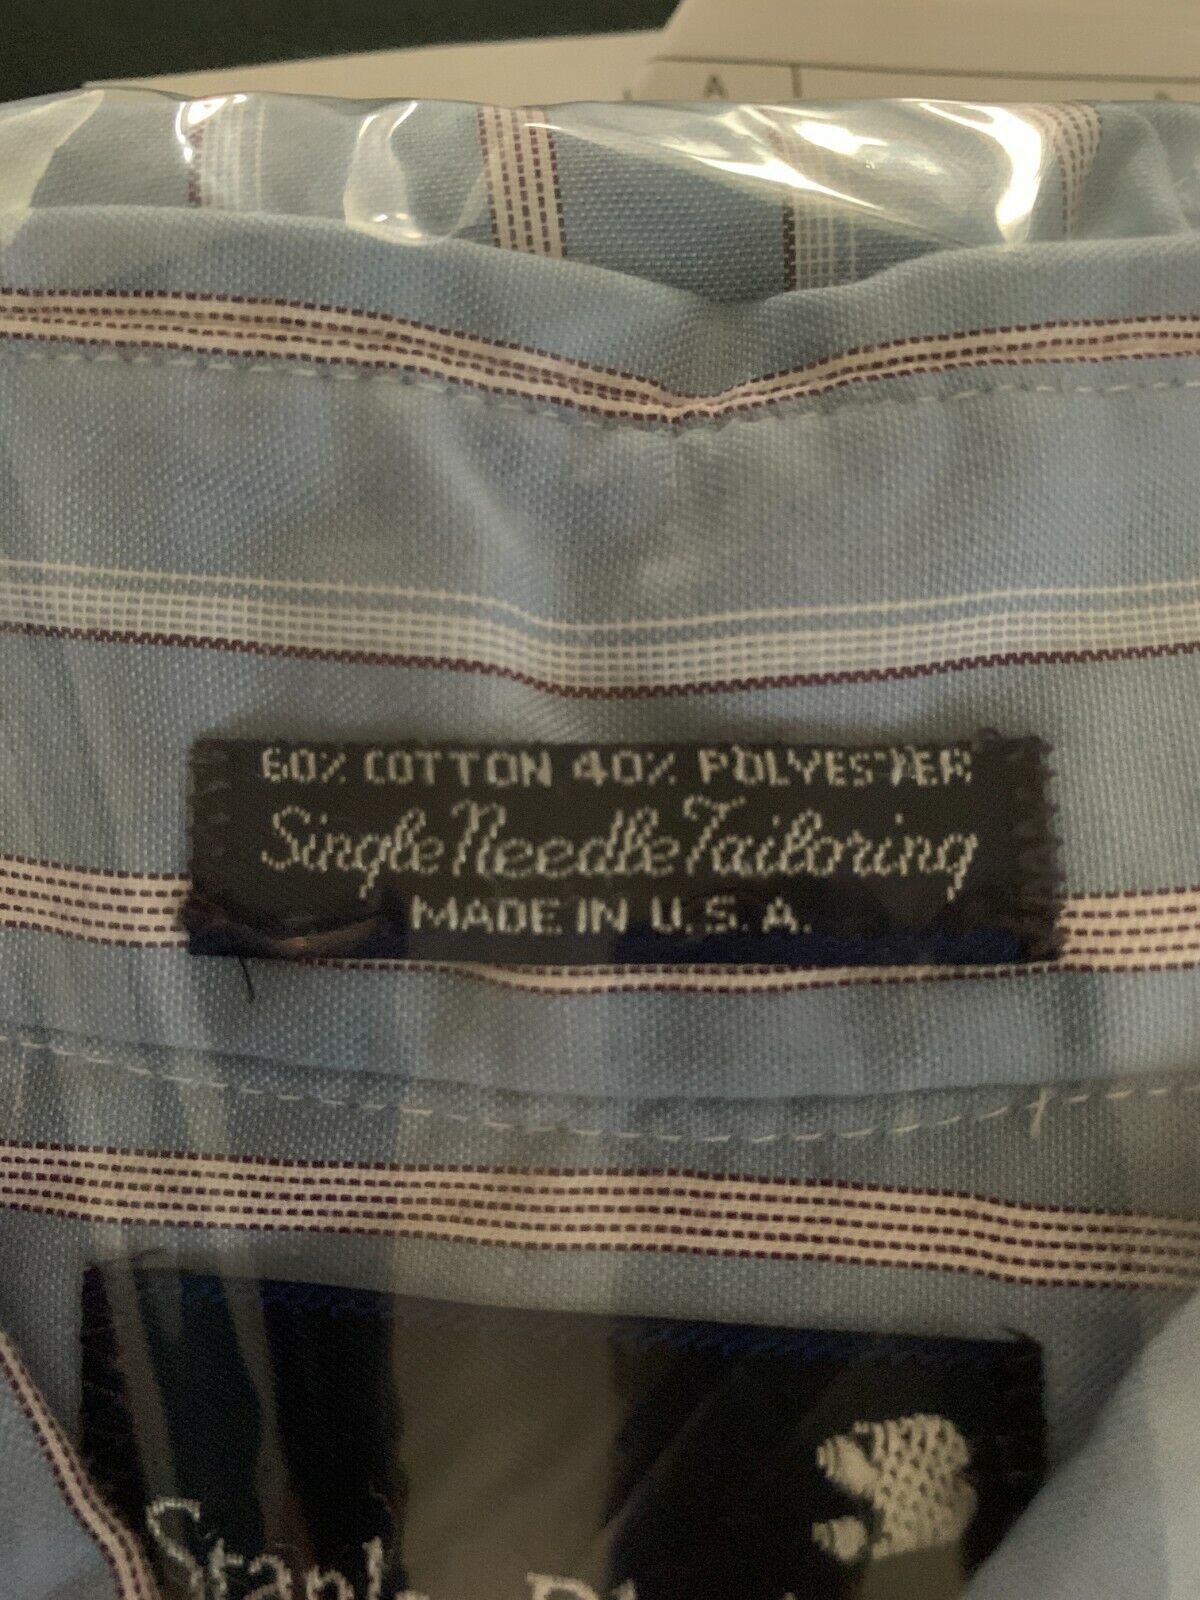 A
60% COTTON 40% POLYESTER
Single Needle Tailoring
MADE IN U.S.A.